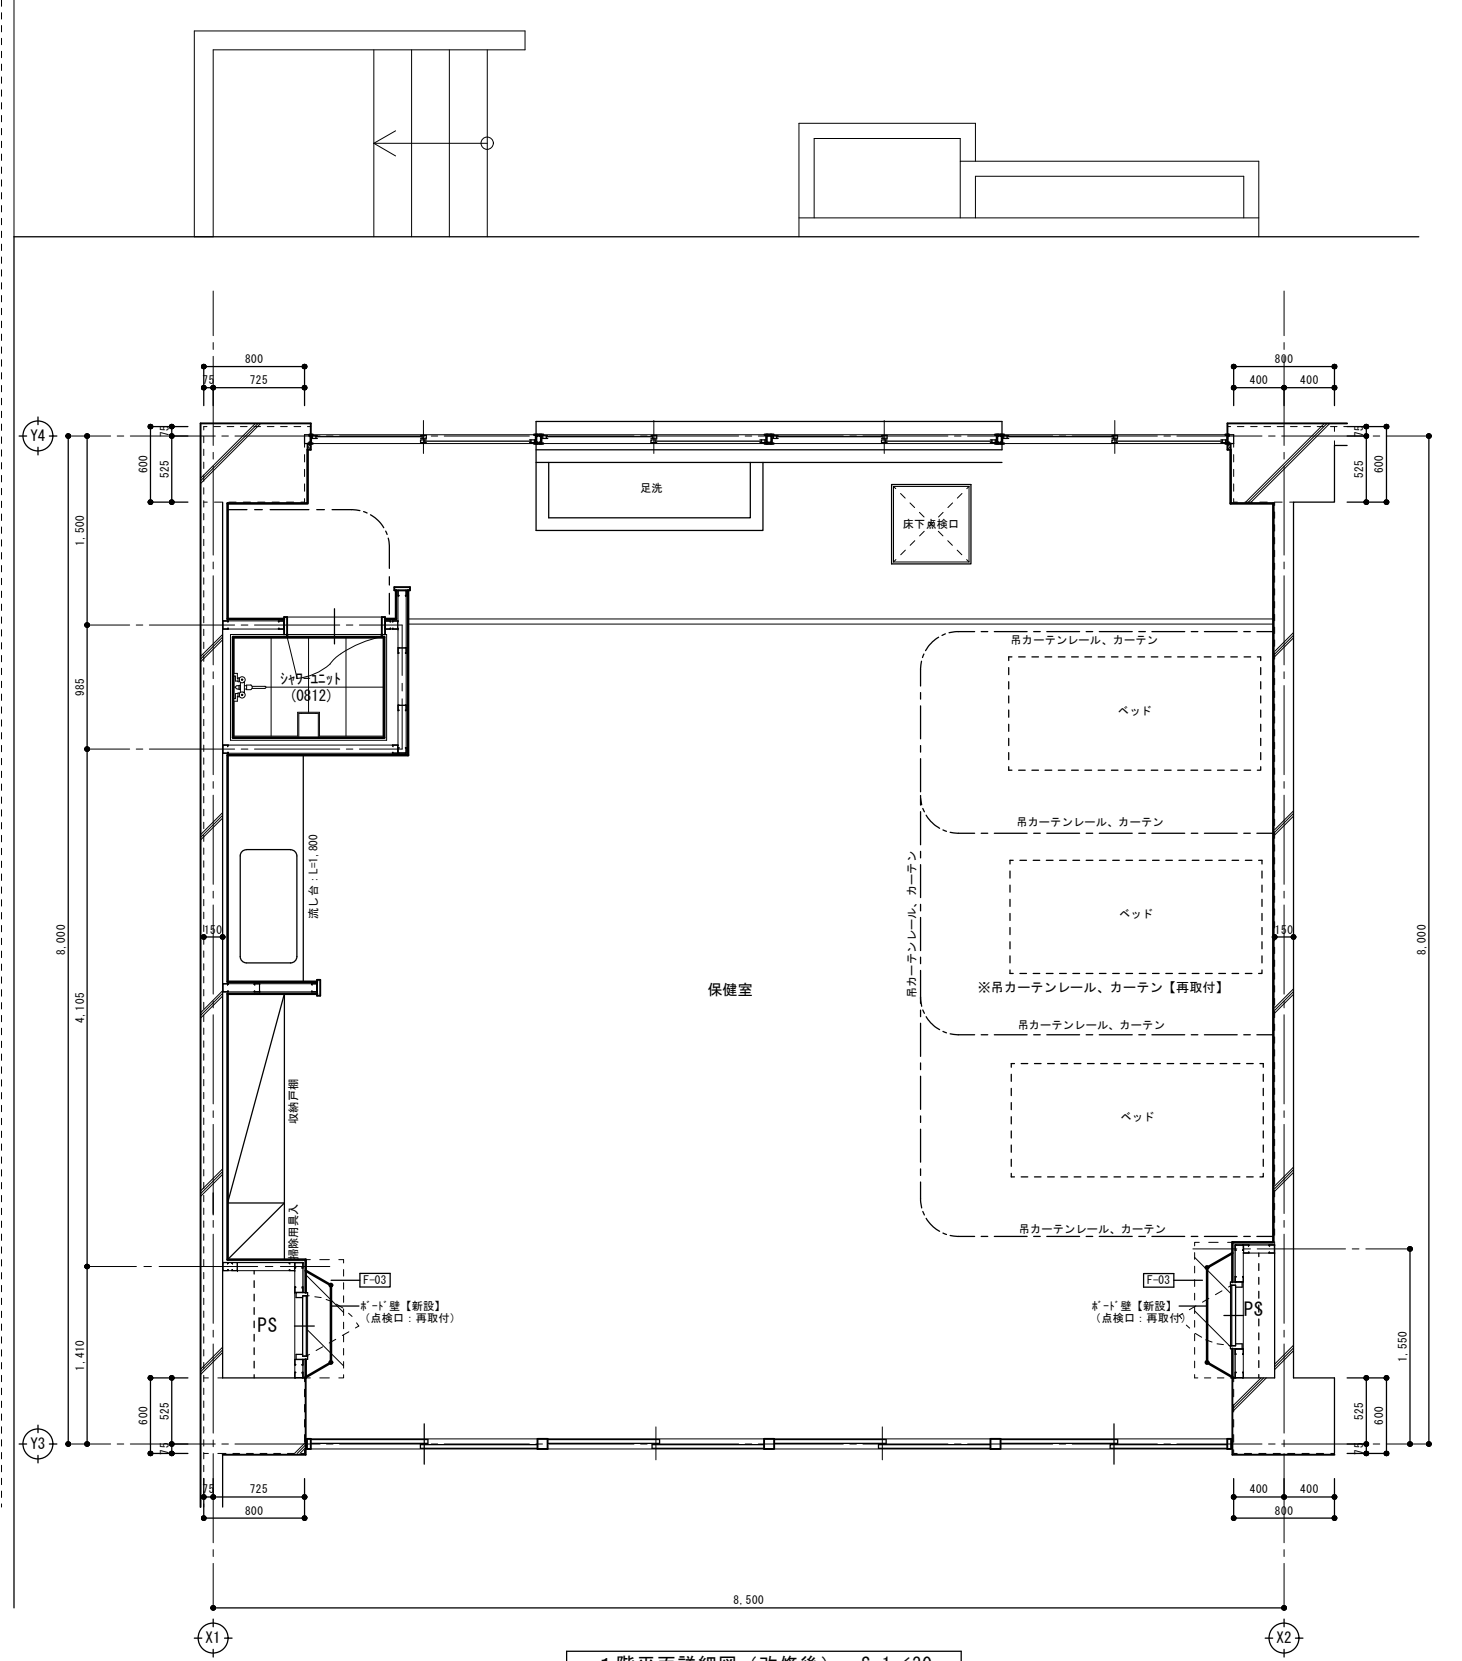 800
75
725
800
400
400
Y4
600
75
525
75
525
600
足洗
床下点検口
1,500
吊カーテンレール、カーテン
シャワーユニット
(0812)
985
ベッド
流し台：L=1,800
吊カーテンレール、カーテン
吊カーテンレール、カーテン
ベッド
8,000
150
150
8,000
保健室
※吊カーテンレール、カーテン【再取付】
4,105
吊カーテンレール、カーテン
収納戸棚
ベッド
掃除用具入
吊カーテンレール、カーテン
F-03
F-03
ボード壁【新設】
（点検口：再取付）
ボード壁【新設】
（点検口：再取付）
PS
PS
1,410
1,550
600
525
75
525
75
600
Y3
75
725
800
400
400
800
8,500
X1
X2